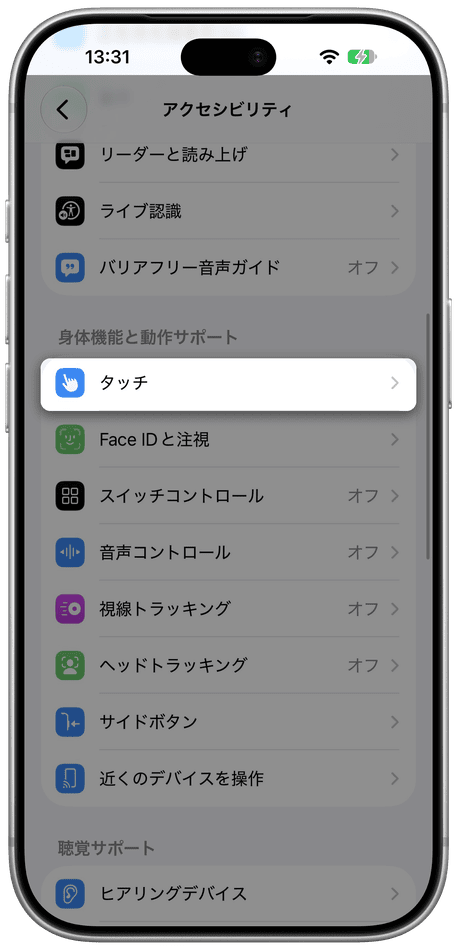 13:31
アクセシビリティ
リーダーと読み上げ
ライブ認識
バリアフリー音声ガイド オフ
身体機能と動作サポート
タッチ
Face IDと注視
スイッチコントロール オフ
音声コントロール オフ
視線トラッキング オフ
ヘッドトラッキング オフ
サイドボタン
近くのデバイスを操作
聴覚サポート
ヒアリングデバイス